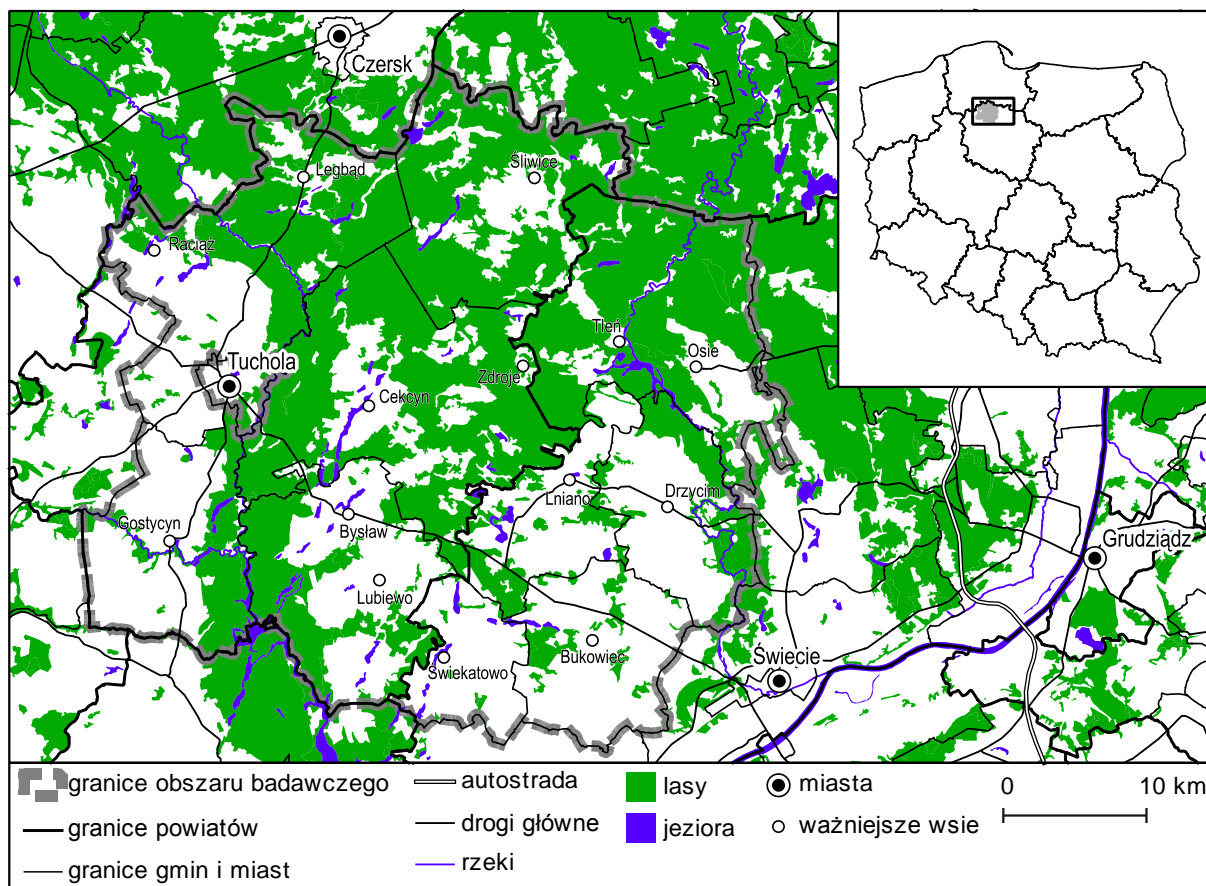 Czersk
Legbąd
Śliwice
Raciąż
Tleń
Osie
Tuchola
Zdroje
Cekcyn
Lniano
Drzycim
Bysław
Gostycyn
Grudziądz
Lubiewo
Bukowiec
Świekatowo
Świecie
granice obszaru badawczego
autostrada
lasy
miasta
0 10 km
granice powiatów
drogi główne
jeziora
ważniejsze wsie
granice gmin i miast
rzeki